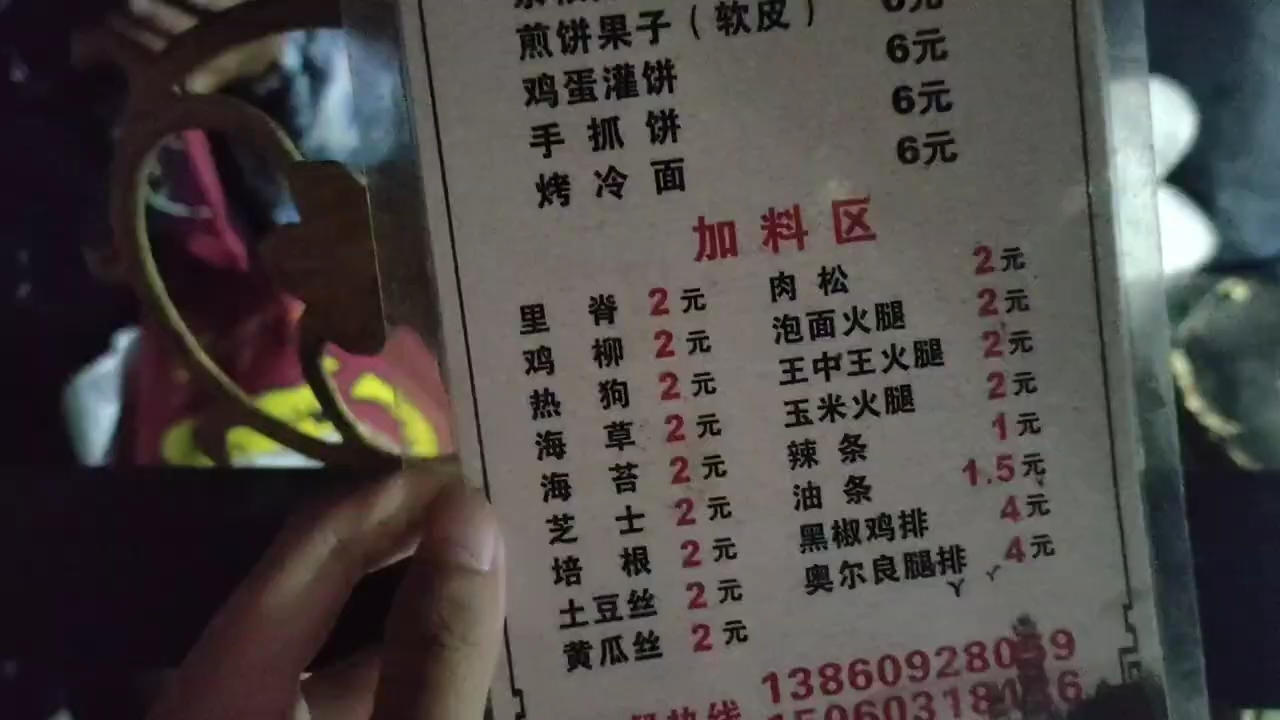 煎饼果子（软皮） 6元
鸡蛋灌饼 6元
手抓饼 6元
烤冷面 6元
加料区
里脊 2元 肉松 2元
鸡柳 2元 泡面火腿 2元
热狗 2元 王中王火腿 2元
海草 2元 玉米火腿 2元
海苔 2元 辣条 1元
芝士 2元 油条 1.5元
培根 2元 黑椒鸡排 4元
土豆丝 2元 奥尔良腿排 4元
黄瓜丝 2元
热线